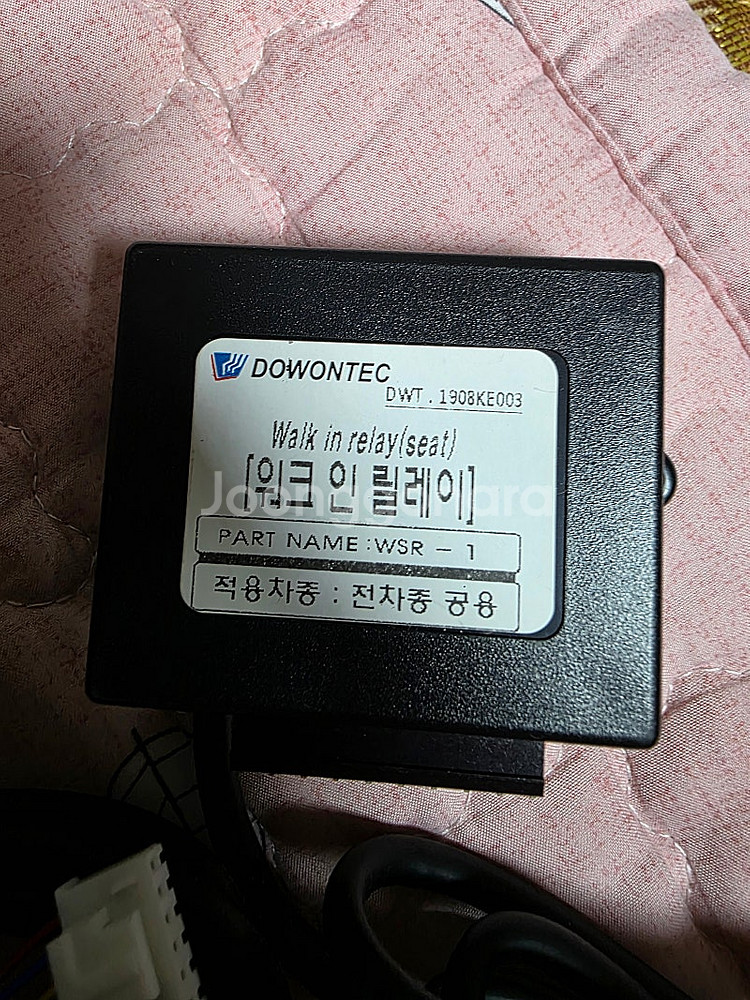 DOWONTEC
DWT . 1908KE003
Walk in relay(seat)
[워크 인 릴레이]
Joonggonara
PART NAME : WSR - 1
적용차종 : 전차종 공용